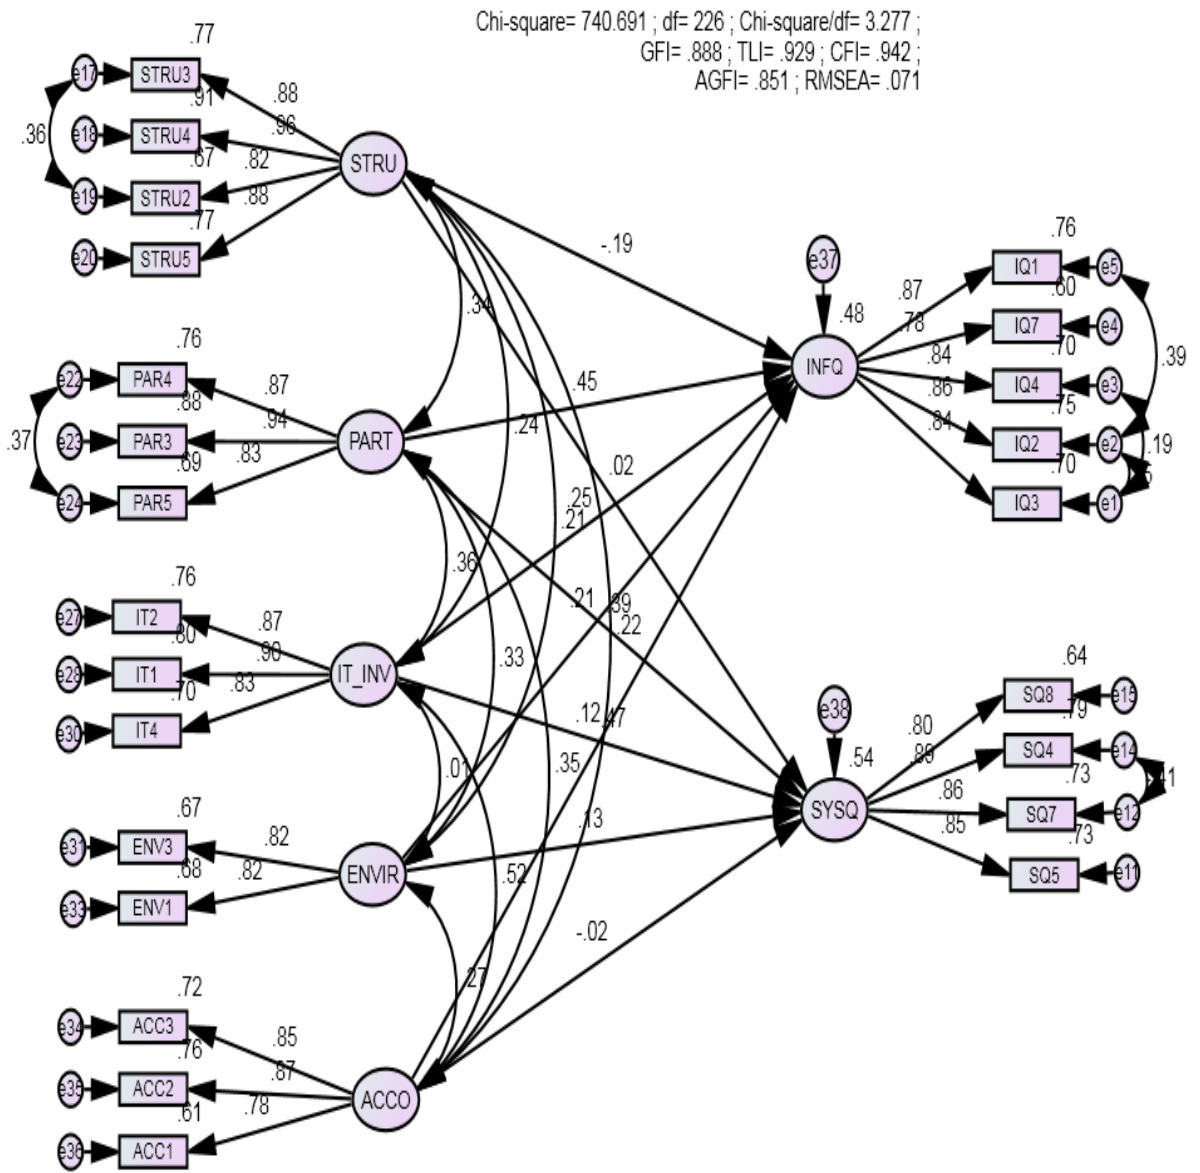 Chi-square= 740.691 ; df= 226 ; Chi-square/df= 3.277 ;
GFI= .888 ; TLI= .929 ; CFI= .942 ;
AGFI= .851 ; RMSEA= .071
.77
e17 STRU3 .88
.91
e18 STRU4 .96
.36
.67
e19 STRU2 .82
.77
e20 STRU5 .88
STRU
-.19
.34
.76
e22 PAR4 .87
.88
e23 PAR3 .94
.37
.69
e24 PAR5 .83
PART
.45
.24
.02
.25
.21
.36
.76
e27 IT2 .87
.80
e28 IT1 .90
.70
e30 IT4 .83
IT_INV
.21
.39
.22
.33
.12
.47
.01
.35
.67
e31 ENV3 .82
.68
e33 ENV1 .82
ENVIR
.13
.52
-.02
.27
.72
e34 ACC3 .85
.76
e35 ACC2 .87
.61
e36 ACC1 .78
ACCO
e37
.48
INFQ
.76
.87 IQ1 e5
.60
.78 IQ7 e4
.70
.84 IQ4 e3
.39
.75
.86 IQ2 e2
.19
.70
.84 IQ3 e1
e38
.54
SYSQ
.64
.80 SQ8 e15
.79
.89 SQ4 e14
.73
.86 SQ7 e12
.41
.73
.85 SQ5 e11